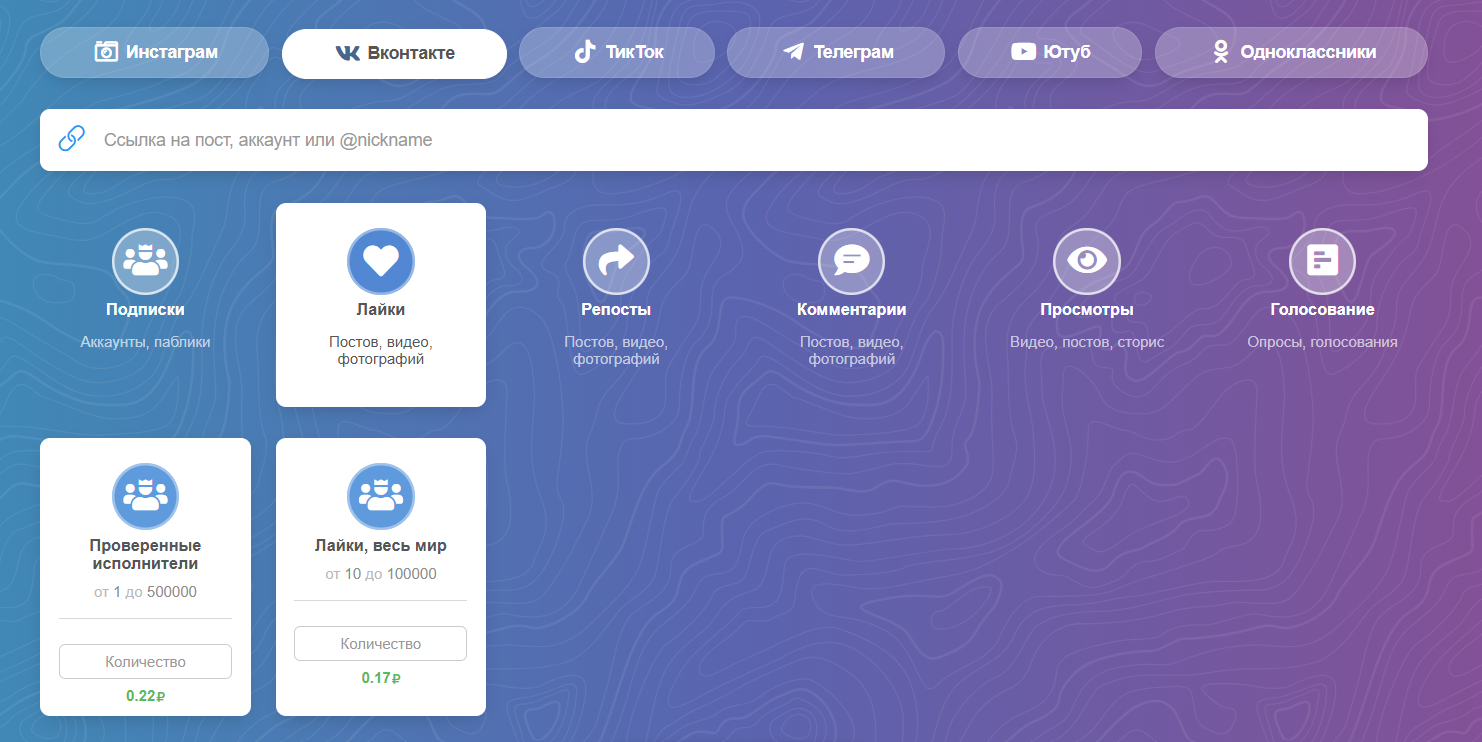 Инстаграм
Вконтакте
ТикТок
Телеграм
Ютуб
Одноклассники
Ссылка на пост, аккаунт или @nickname
Подписки
Аккаунты, паблики
Лайки
Постов, видео,
фотографий
Репосты
Постов, видео,
фотографий
Комментарии
Постов, видео,
фотографий
Просмотры
Видео, постов, сторис
Голосование
Опросы, голосования
Проверенные
исполнители
от 1 до 500000
Количество
0.22₽
Лайки, весь мир
от 10 до 100000
Количество
0.17₽